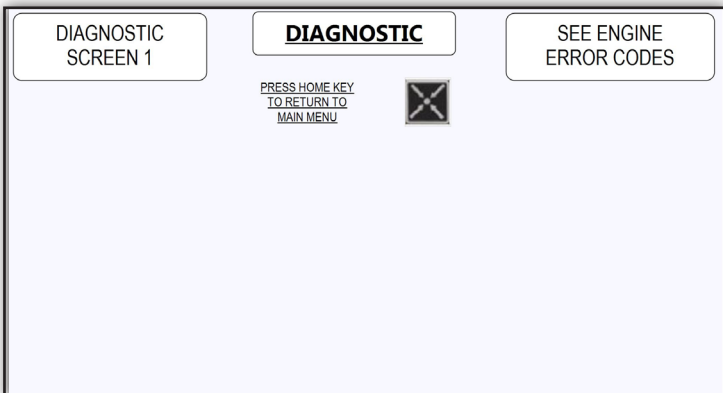 DIAGNOSTIC
SCREEN 1
DIAGNOSTIC
SEE ENGINE
ERROR CODES
PRESS HOME KEY
TO RETURN TO
MAIN MENU